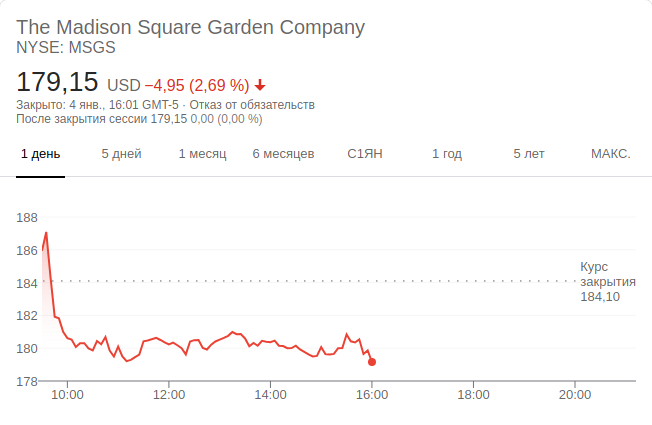 The Madison Square Garden Company
NYSE: MSGS
179,15 USD −4,95 (2,69 %)
Закрыто: 4 янв., 16:01 GMT-5 · Отказ от обязательств
После закрытия сессии 179,15 0,00 (0,00 %)
1 день 5 дней 1 месяц 6 месяцев С1ЯН 1 год 5 лет МАКС.
188
186
Курс
184 закрытия
184,10
182
180
178
10:00 12:00 14:00 16:00 18:00 20:00